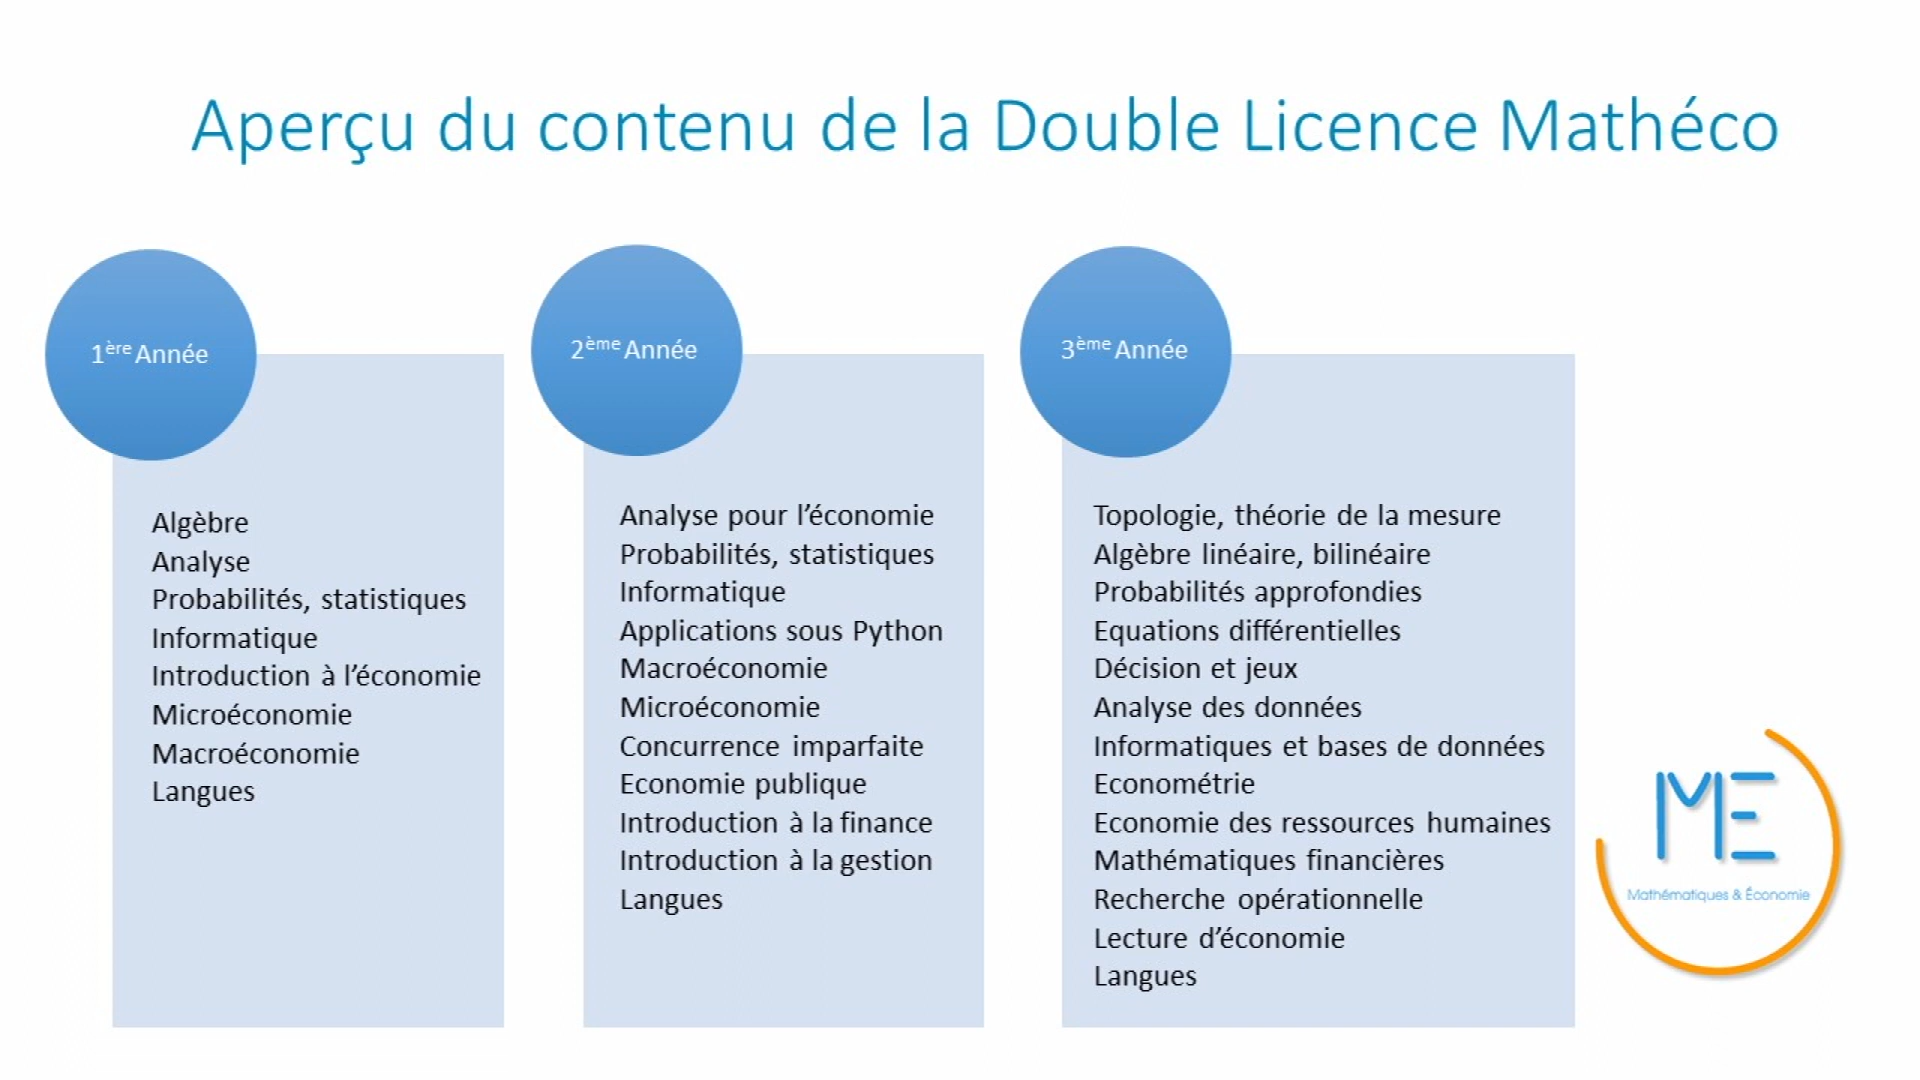 Aperçu du contenu de la Double Licence Mathéco
1ère Année
Algèbre
Analyse
Probabilités, statistiques
Informatique
Introduction à l’économie
Microéconomie
Macroéconomie
Langues
2ème Année
Analyse pour l’économie
Probabilités, statistiques
Informatique
Applications sous Python
Macroéconomie
Microéconomie
Concurrence imparfaite
Economie publique
Introduction à la finance
Introduction à la gestion
Langues
3ème Année
Topologie, théorie de la mesure
Algèbre linéaire, bilinéaire
Probabilités approfondies
Equations différentielles
Décision et jeux
Analyse des données
Informatiques et bases de données
Econométrie
Economie des ressources humaines
Mathématiques financières
Recherche opérationnelle
Lecture d’économie
Langues
ME
Mathématiques & Économie